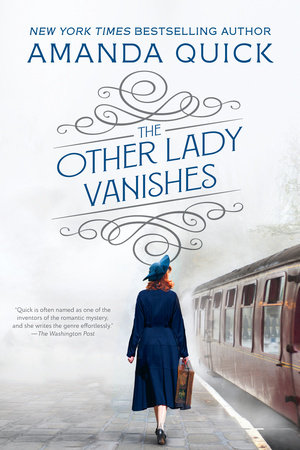 NEW YORK TIMES BESTSELLING AUTHOR
AMANDA QUICK
THE
OTHER LADY
VANISHES
"Quick is often named as one of the
inventors of the romantic mystery,
and she writes the genre effortlessly."
—The Washington Post